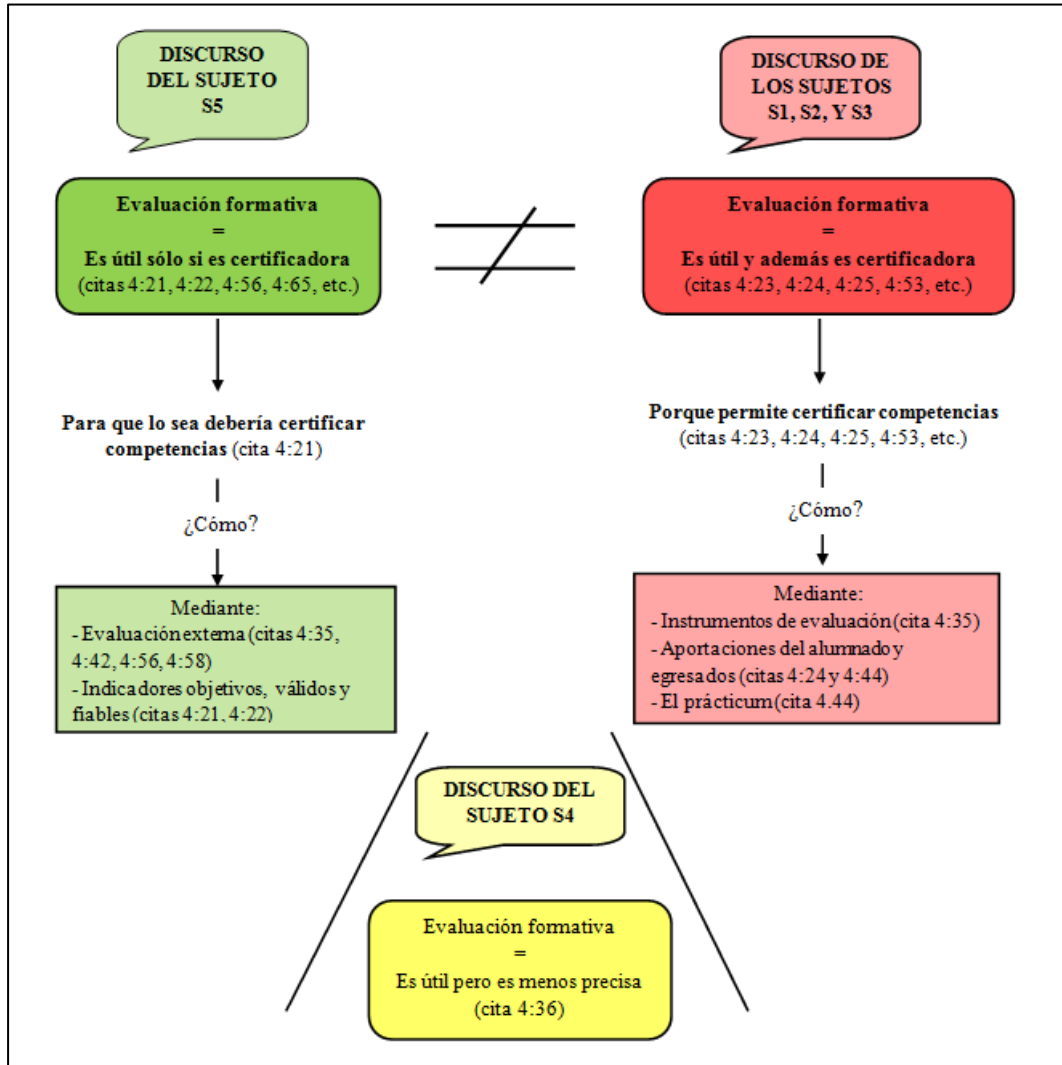 DISCURSO
DEL SUJETO
S5
DISCURSO DE
LOS SUJETOS
S1, S2, Y S3
Evaluación formativa
=
Es útil sólo si es certificadora
(citas 4:21, 4:22, 4:56, 4:65, etc.)
Evaluación formativa
=
Es útil y además es certificadora
(citas 4:23, 4:24, 4:25, 4:53, etc.)
Para que lo sea debería certificar
competencias (cita 4:21)
Porque permite certificar competencias
(citas 4:23, 4:24, 4:25, 4:53, etc.)
¿Cómo?
¿Cómo?
Mediante:
- Evaluación externa (citas 4:35,
4:42, 4:56, 4:58)
- Indicadores objetivos, válidos y
fiables (citas 4:21, 4:22)
Mediante:
- Instrumentos de evaluación (cita 4:35)
- Aportaciones del alumnado y
egresados (citas 4:24 y 4:44)
- El prácticum (cita 4.44)
DISCURSO DEL
SUJETO S4
Evaluación formativa
=
Es útil pero es menos precisa
(cita 4:36)